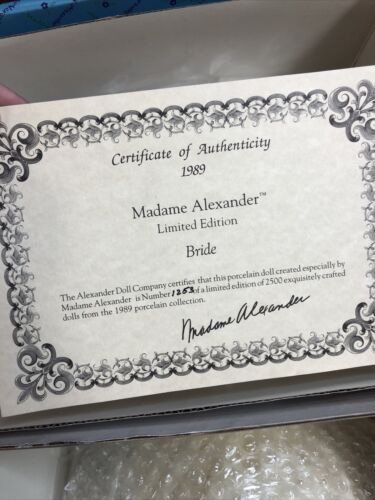 Certificate of Authenticity
1989
Madame Alexander™
Limited Edition
Bride
The Alexander Doll Company certifies that this porcelain doll created especially by
Madame Alexander is Number 1253 of a limited edition of 2500 exquisitely crafted
dolls from the 1989 porcelain collection.
Madame Alexander